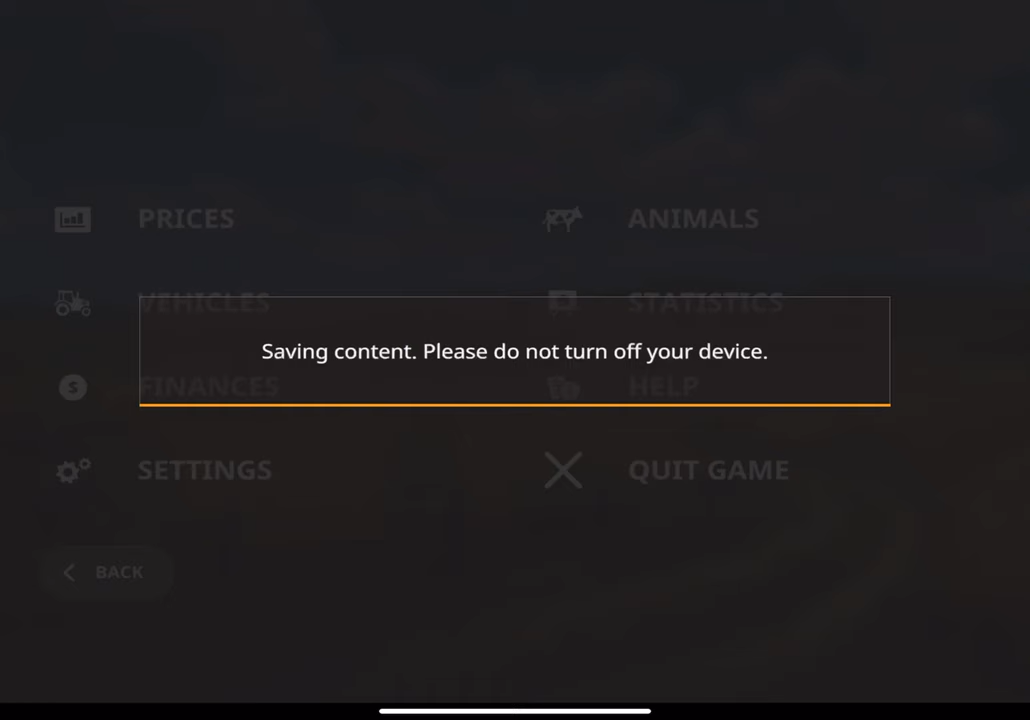 PRICES
ANIMALS
VEHICLES
STATISTICS
Saving content. Please do not turn off your device.
FINANCES
HELP
SETTINGS
QUIT GAME
BACK